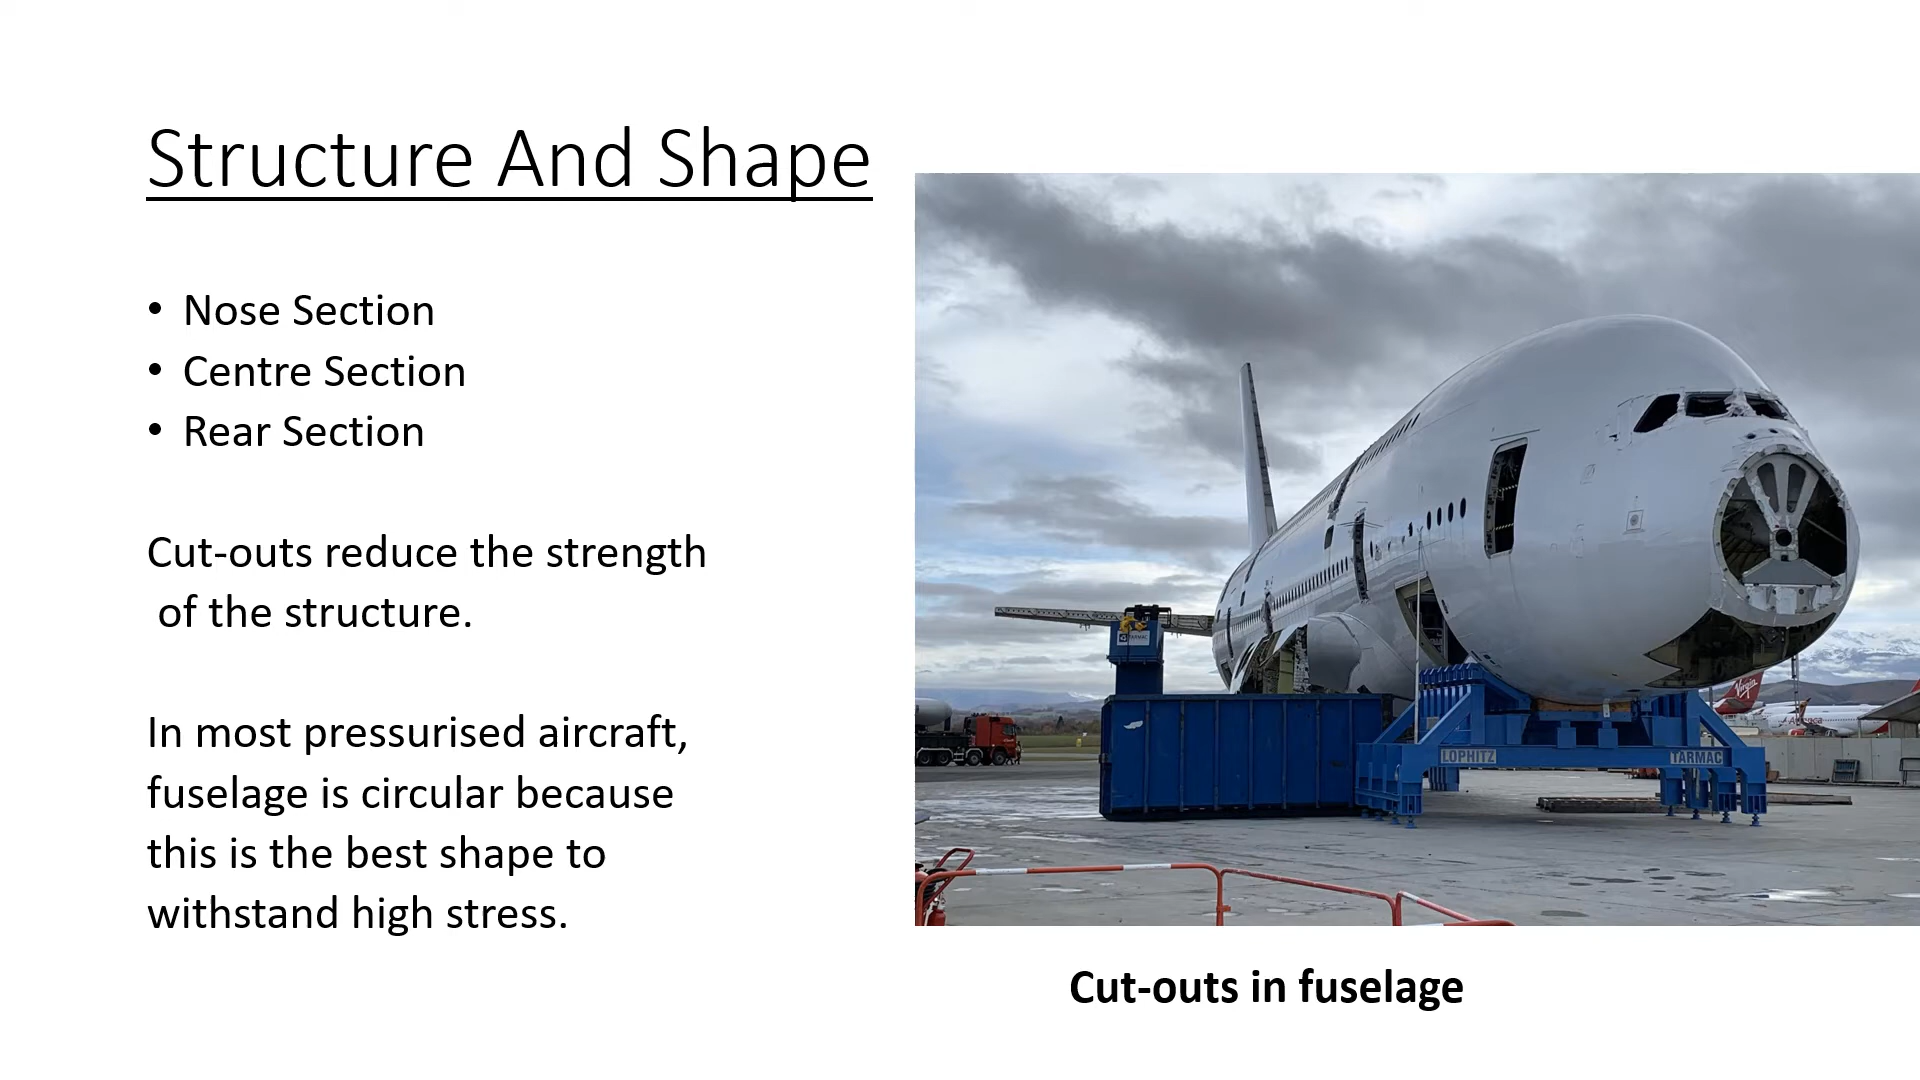 Structure And Shape
• Nose Section
• Centre Section
• Rear Section
Cut-outs reduce the strength
of the structure.
In most pressurised aircraft,
fuselage is circular because
this is the best shape to
withstand high stress.
TARMAC
Virgin
LOPHITZ
TARMAC
Cut-outs in fuselage